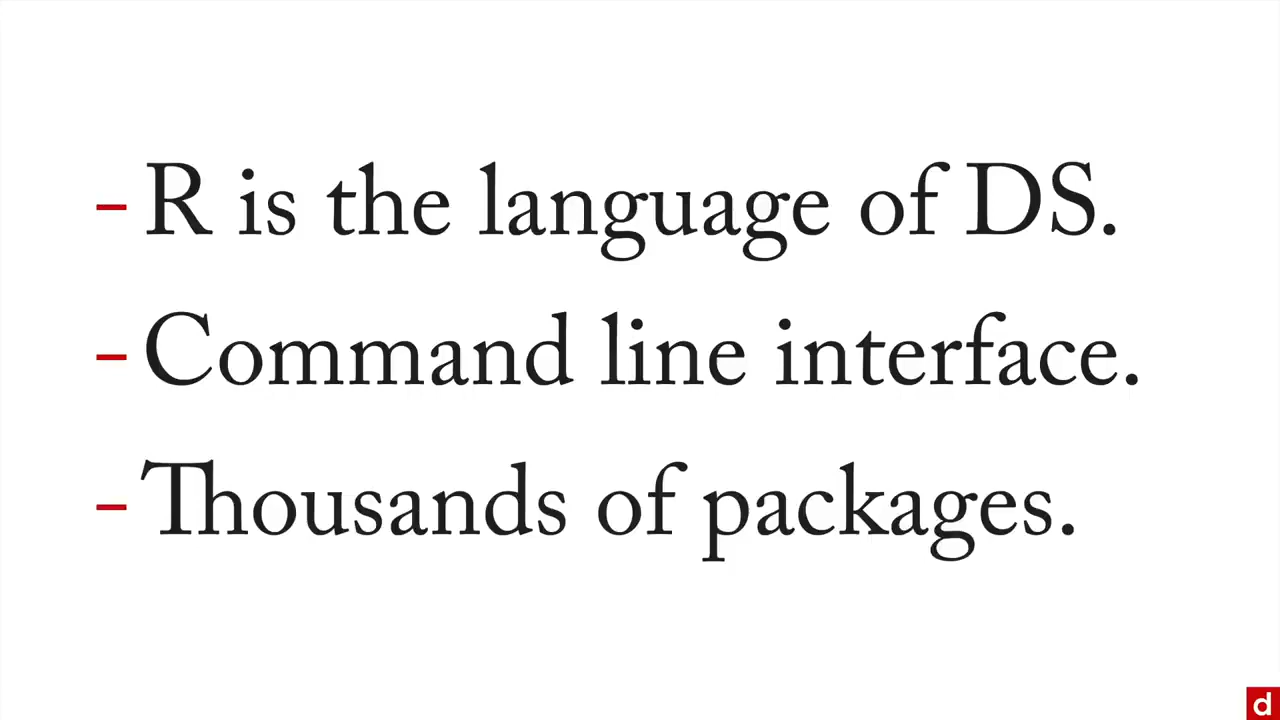 – R is the language of DS.
– Command line interface.
– Thousands of packages.
d